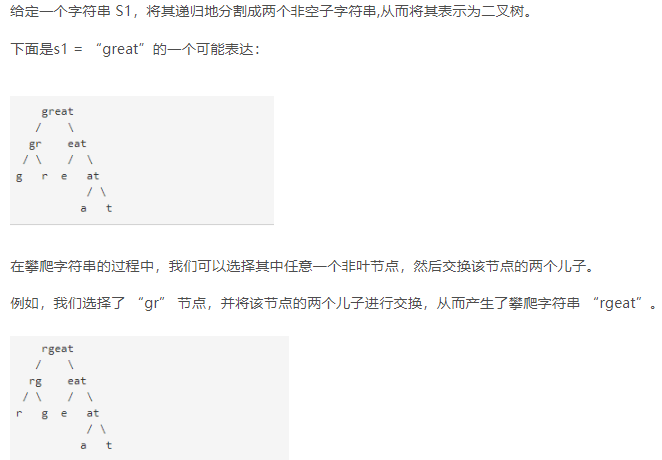 给定一个字符串 S1，将其递归地分割成两个非空子字符串,从而将其表示为二叉树。
下面是s1 = “great”的一个可能表达：
great
/ \
gr eat
/ \ / \
g r e at
/ \
a t
在攀爬字符串的过程中，我们可以选择其中任意一个非叶节点，然后交换该节点的两个儿子。
例如，我们选择了 “gr” 节点，并将该节点的两个儿子进行交换，从而产生了攀爬字符串 “rgeat”。
rgeat
/ \
rg eat
/ \ / \
r g e at
/ \
a t